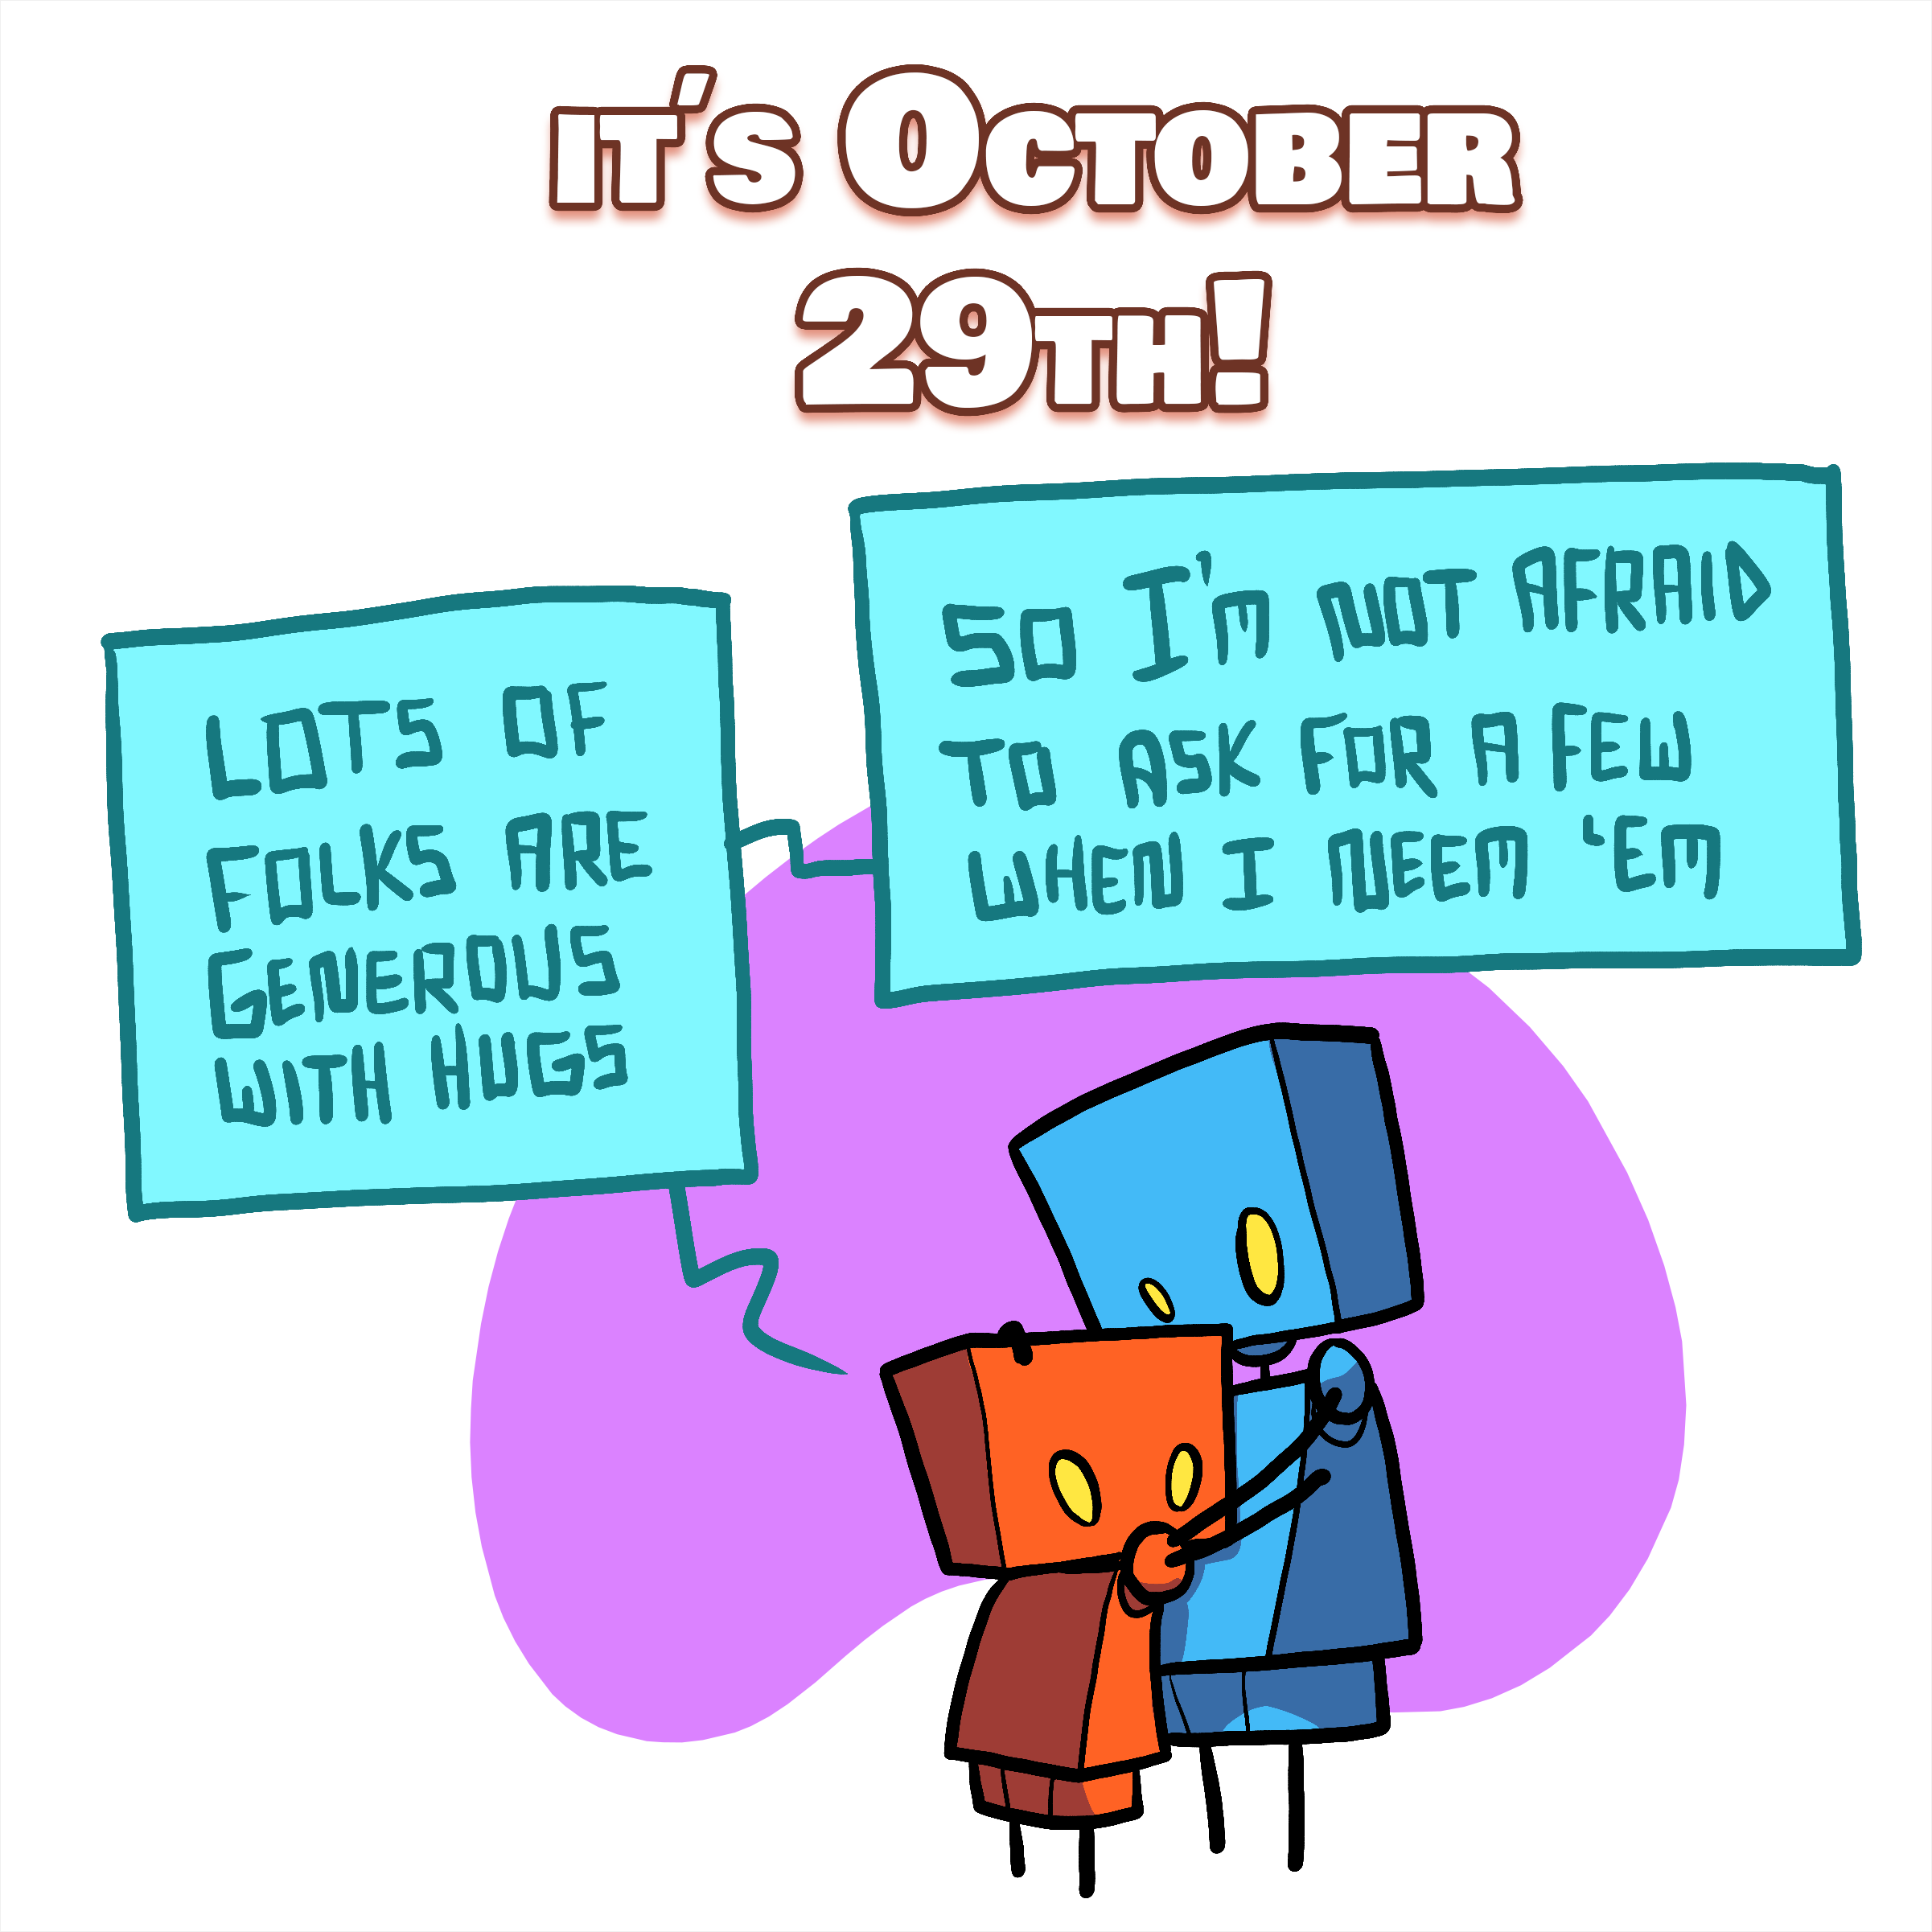 IT'S OCTOBER
29TH!
LOTS OF
FOLKS ARE
GENEROUS
WITH HUGS
SO I'M NOT AFRAID
TO ASK FOR A FEW
WHEN I NEEM 'EM